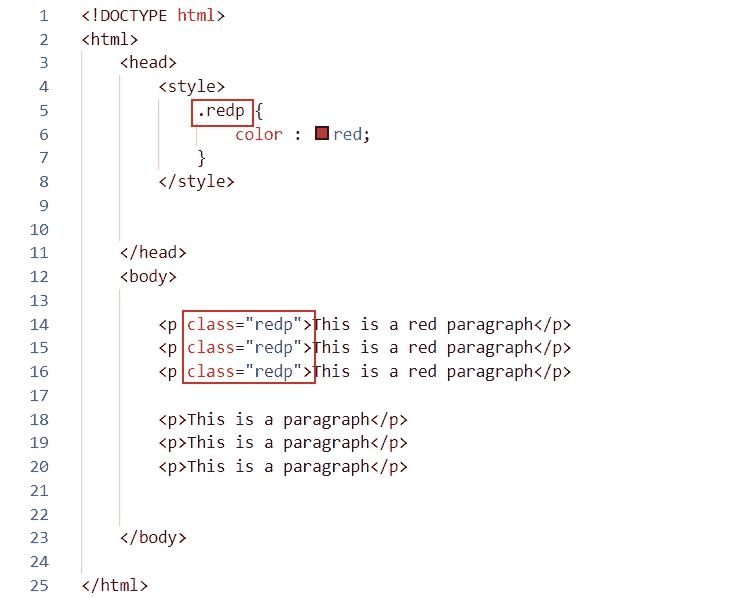 1 <!DOCTYPE html>
2 <html>
3 <head>
4 <style>
5 .redp {
6 color : red;
7 }
8 </style>
9
10
11 </head>
12 <body>
13
14 <p class="redp">This is a red paragraph</p>
15 <p class="redp">This is a red paragraph</p>
16 <p class="redp">This is a red paragraph</p>
17
18 <p>This is a paragraph</p>
19 <p>This is a paragraph</p>
20 <p>This is a paragraph</p>
21
22
23 </body>
24
25 </html>